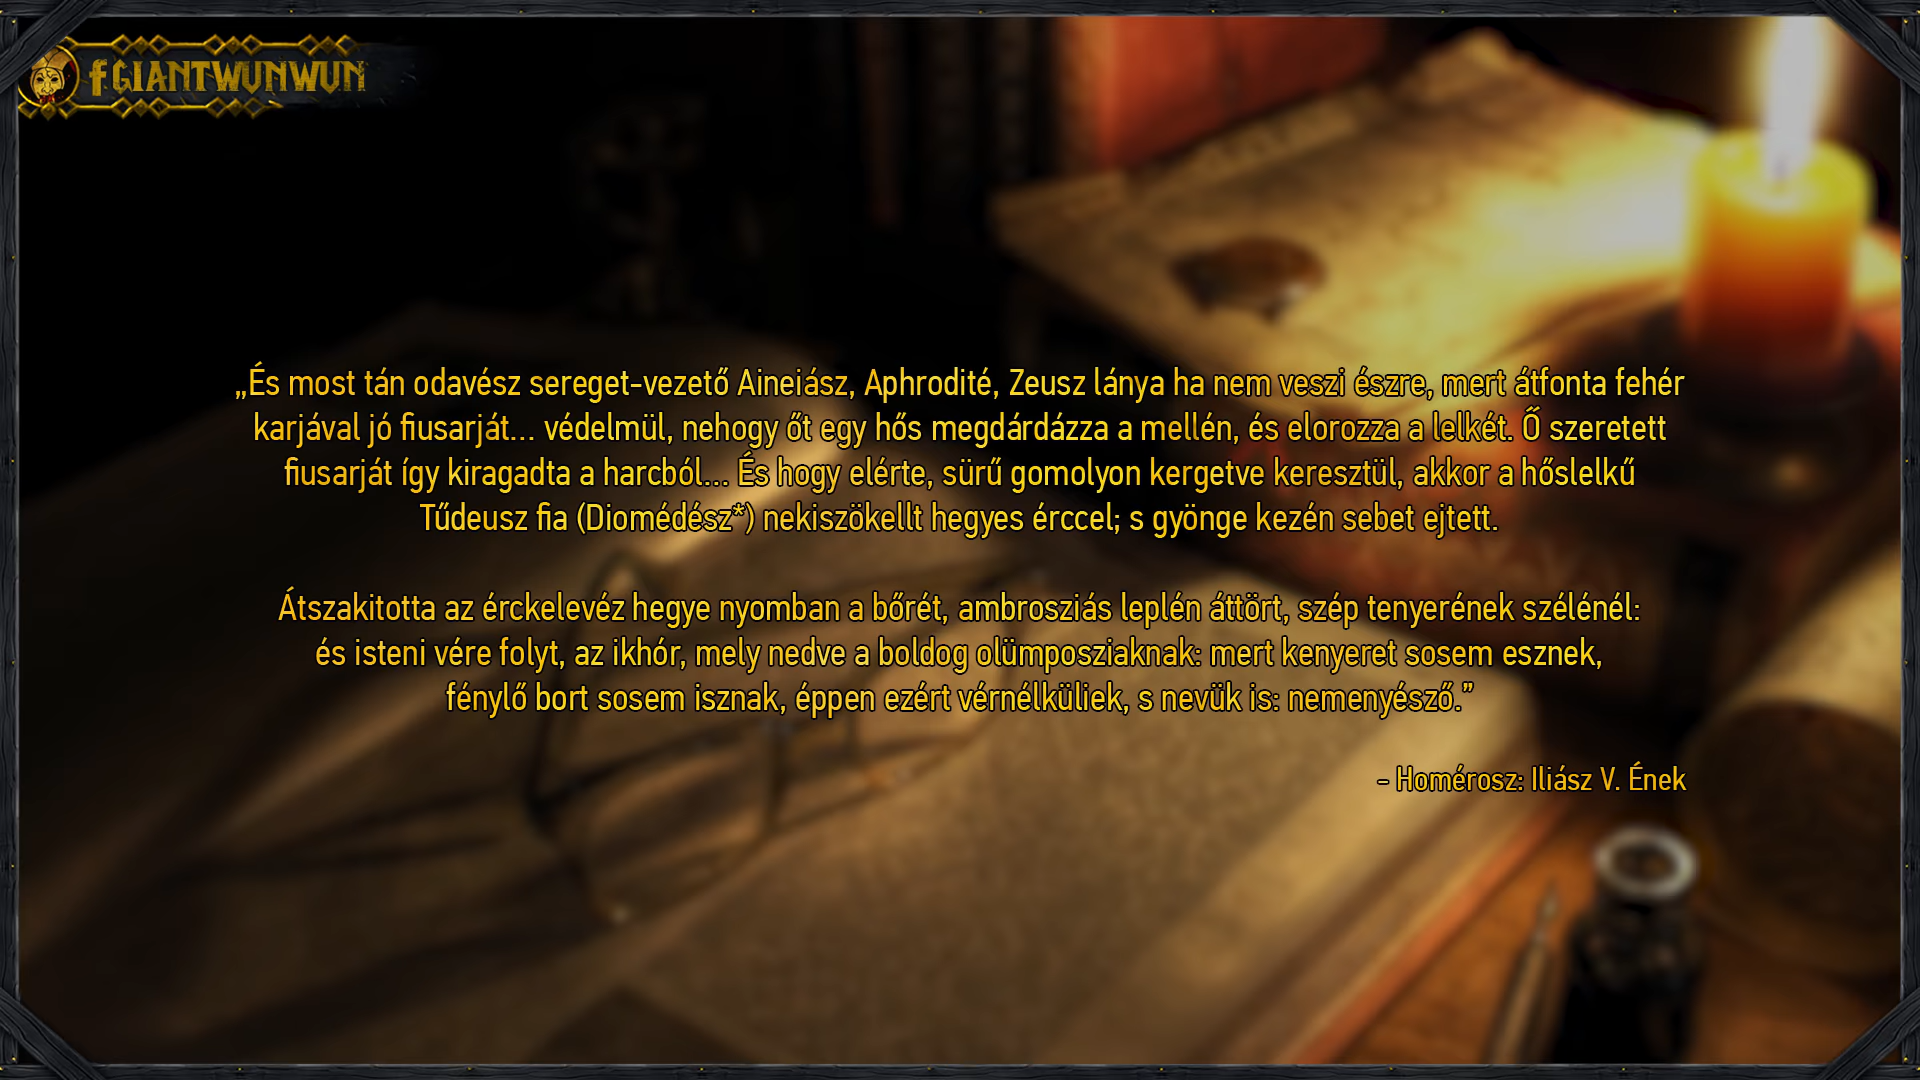 fGIANTWUNWUN
„És most tán odavész sereget-vezető Aineiász, Aphrodité, Zeusz lánya ha nem veszi észre, mert átfonta fehér
karjával jó fiusarját... védelmül, nehogy őt egy hős megdárdázza a mellén, és elorozza a lelkét. Ő szeretett
fiusarját így kiragadta a harcból... És hogy elérte, sürű gomolyon kergetve keresztül, akkor a hőslelkű
Tűdeusz fia (Diomédész*) nekiszökellt hegyes érccel; s gyönge kezén sebet ejtett.
Átszakitotta az érckelevéz hegye nyomban a bőrét, ambrosziás leplén áttört, szép tenyerének szélénél:
és isteni vére folyt, az ikhór, mely nedve a boldog olümposziaknak: mert kenyeret sosem esznek,
fénylő bort sosem isznak, éppen ezért vérnélküliek, s nevük is: nemenyésző.”
- Homérosz: Iliász V. Ének